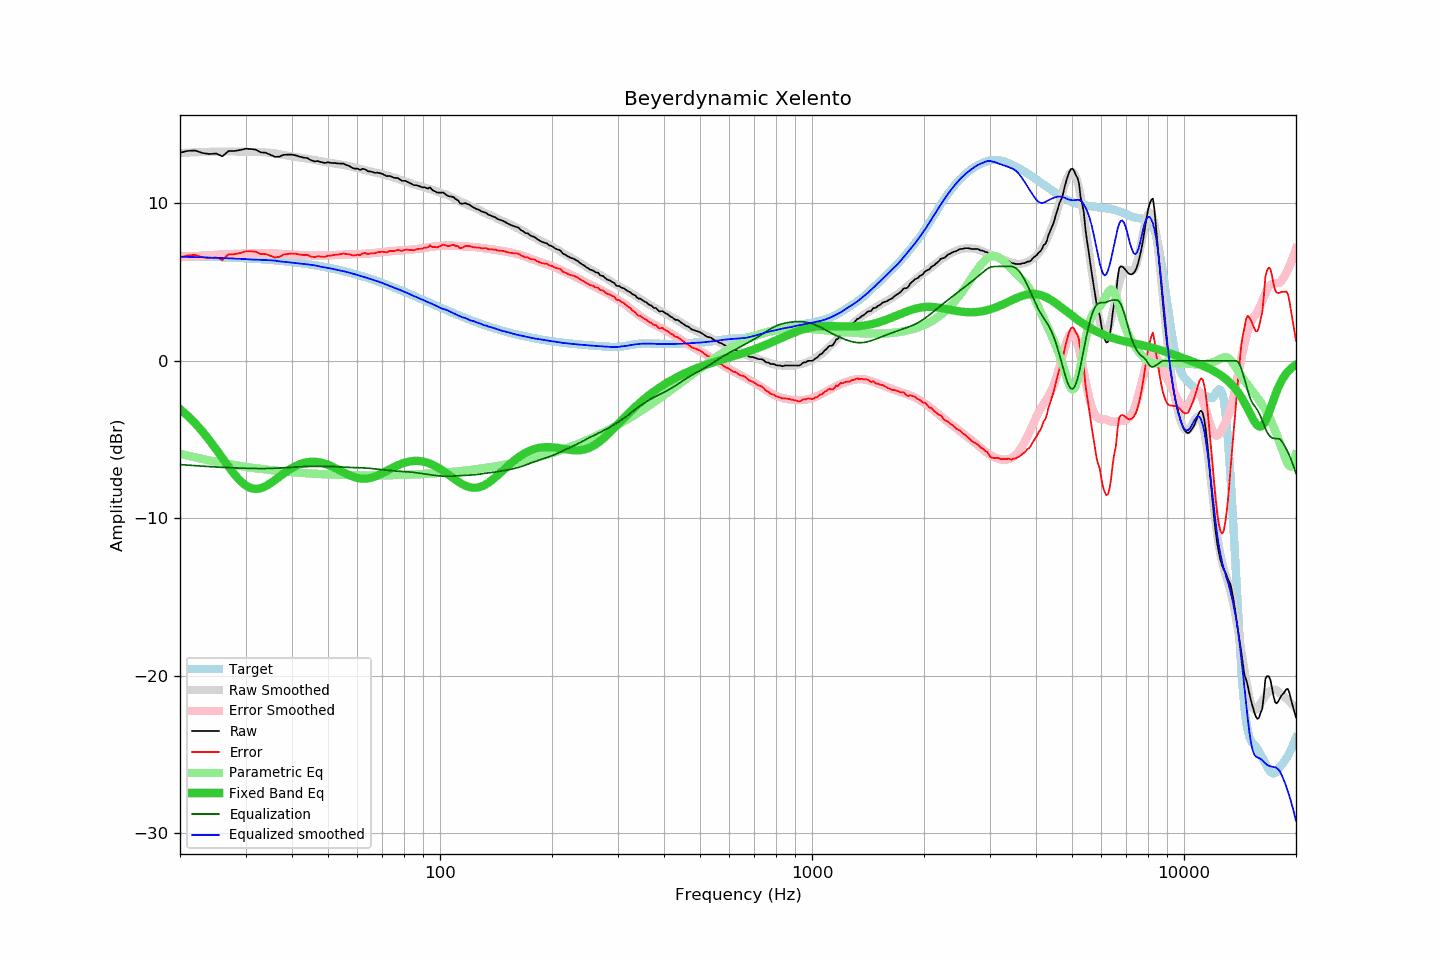 Beyerdynamic Xelento
Amplitude (dBr)
10
0
−10
−20
−30
Target
Raw Smoothed
Error Smoothed
Raw
Error
Parametric Eq
Fixed Band Eq
Equalization
Equalized smoothed
100
1000
10000
Frequency (Hz)